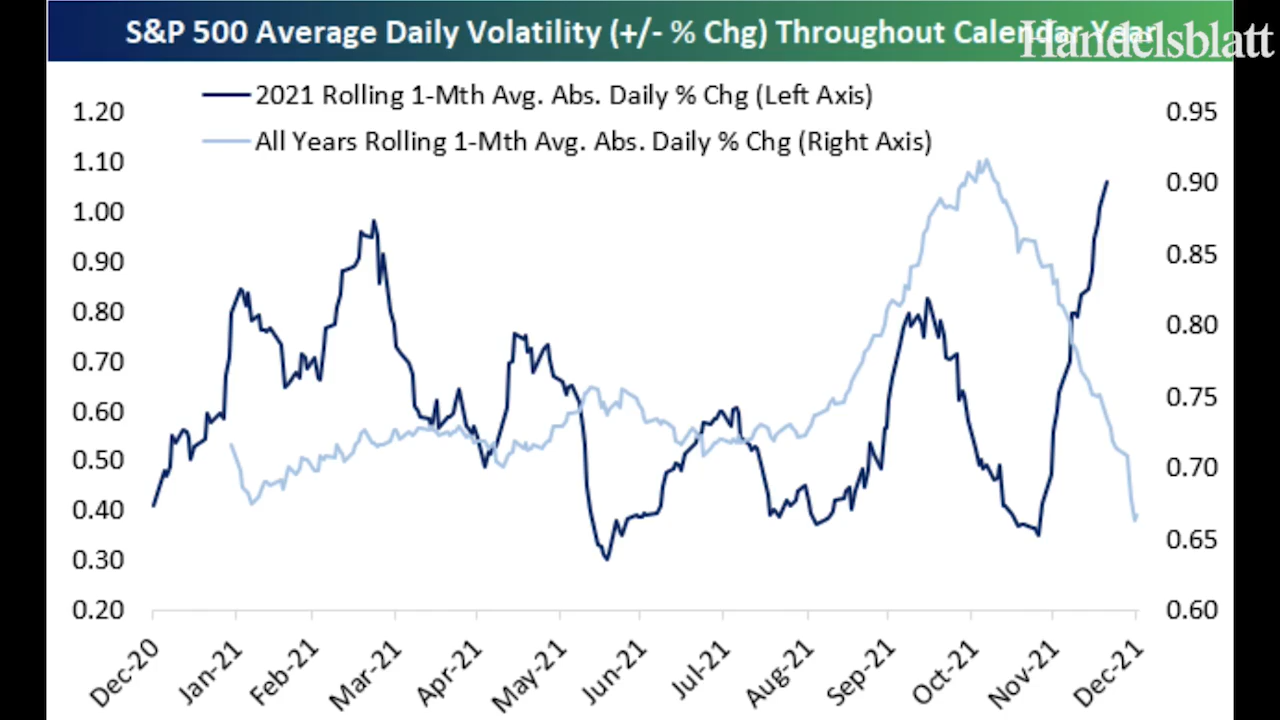 S&P 500 Average Daily Volatility (+/- % Chg) Throughout Calendar Year
Handelsblatt
2021 Rolling 1-Mth Avg. Abs. Daily % Chg (Left Axis)
All Years Rolling 1-Mth Avg. Abs. Daily % Chg (Right Axis)
1.20
1.10
1.00
0.90
0.80
0.70
0.60
0.50
0.40
0.30
0.20
0.95
0.90
0.85
0.80
0.75
0.70
0.65
0.60
Dec-20
Jan-21
Feb-21
Mar-21
Apr-21
May-21
Jun-21
Jul-21
Aug-21
Sep-21
Oct-21
Nov-21
Dec-21